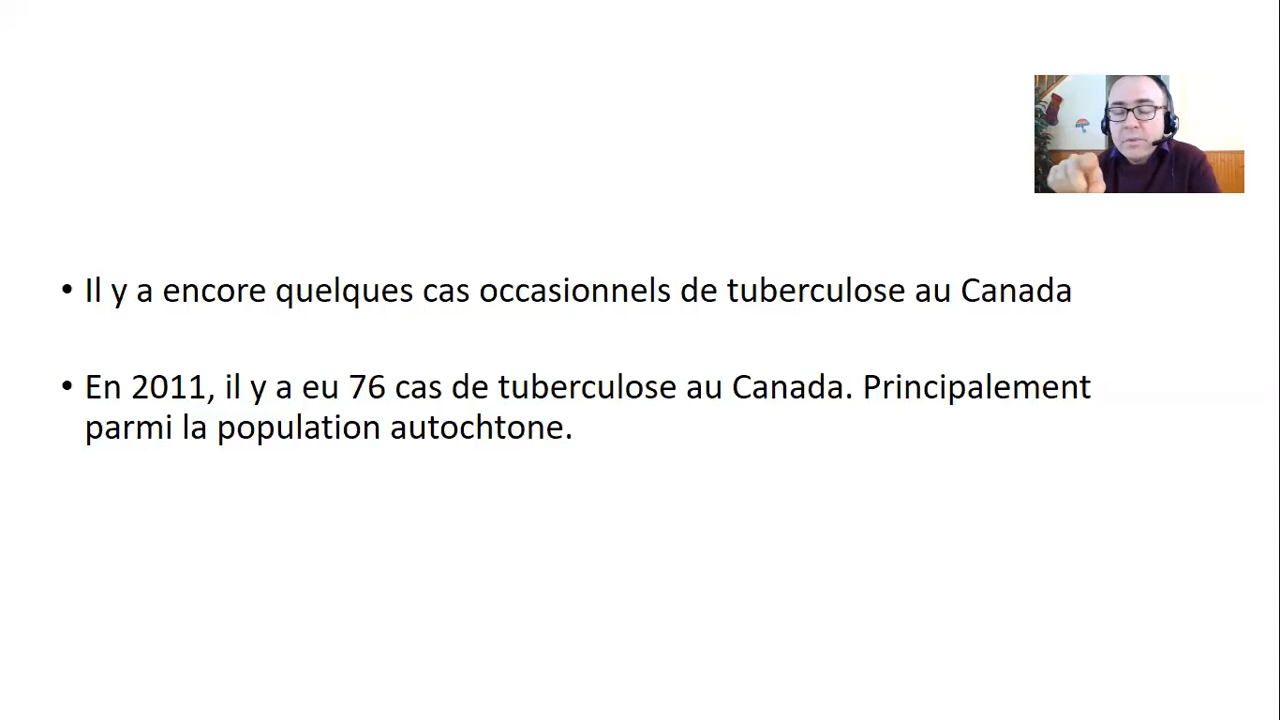 • Il y a encore quelques cas occasionnels de tuberculose au Canada
• En 2011, il y a eu 76 cas de tuberculose au Canada. Principalement
parmi la population autochtone.